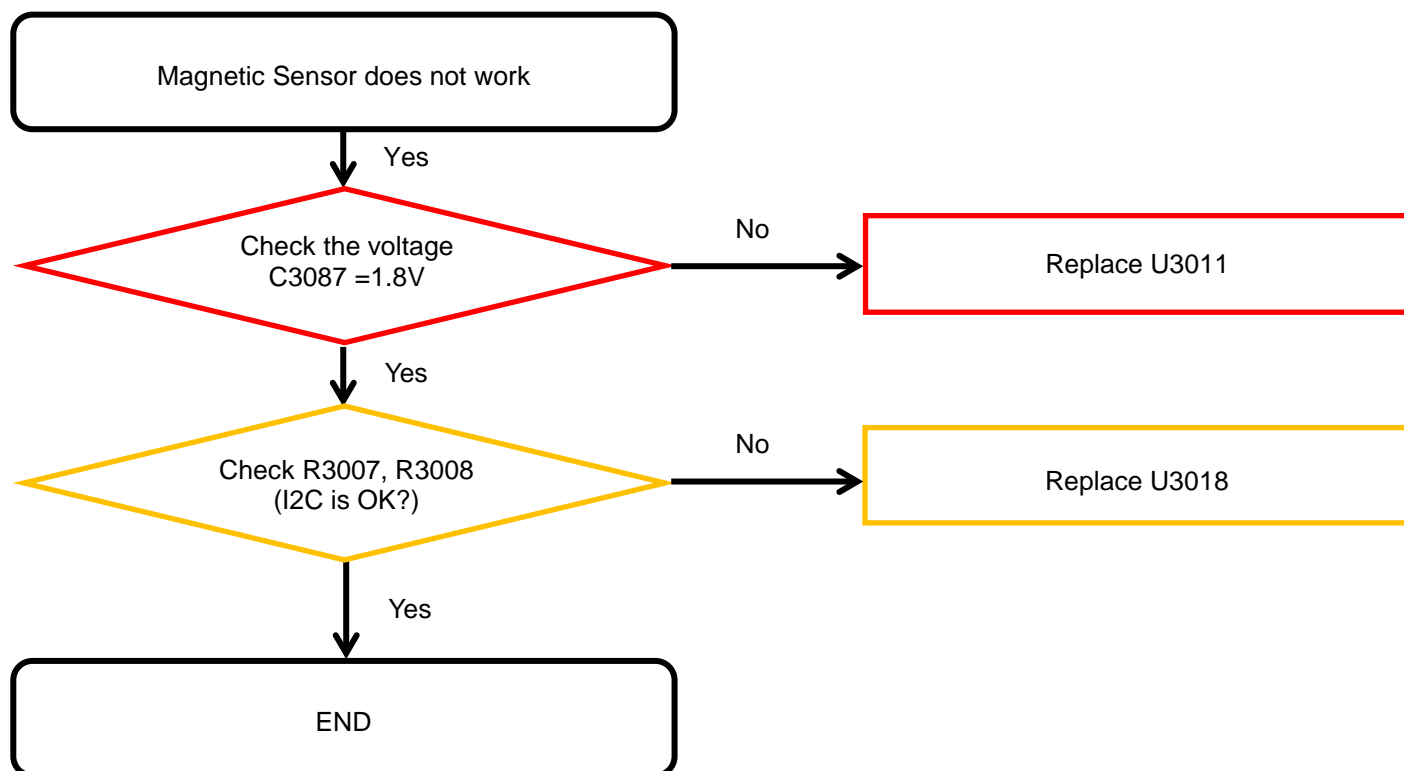 Magnetic Sensor does not work
Yes
Check the voltage
C3087 =1.8V
No
Replace U3011
Yes
Check R3007, R3008
(I2C is OK?)
No
Replace U3018
Yes
END